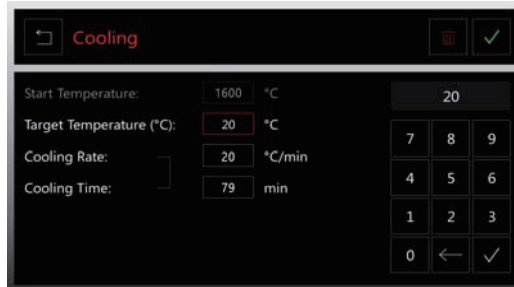 Cooling
Start Temperature: 1600 °C
Target Temperature (°C): 20 °C
Cooling Rate: 20 °C/min
Cooling Time: 79 min
20
7 8 9
4 5 6
1 2 3
0